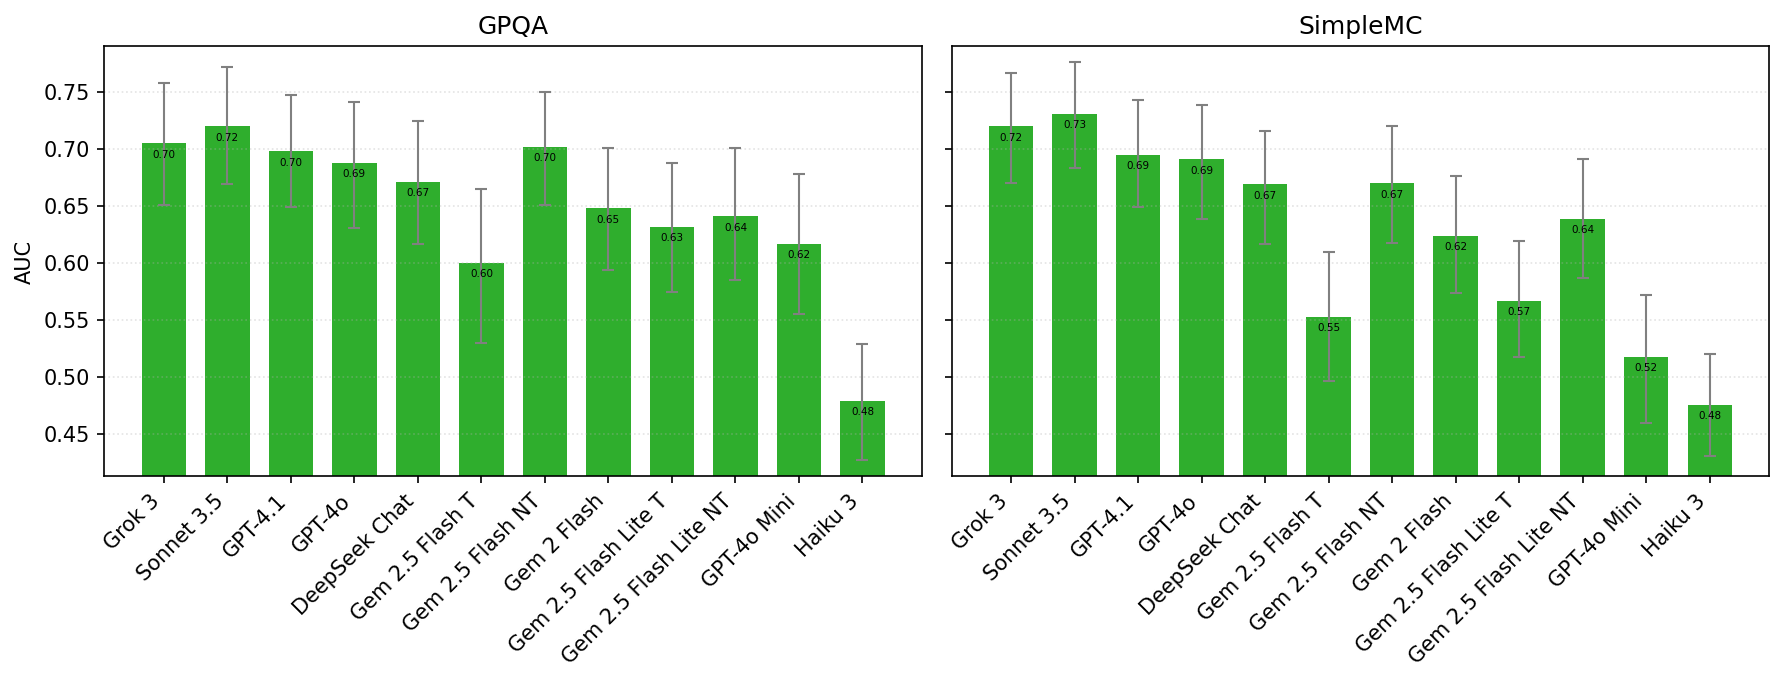 GPQA
AUC
0.75
0.70
0.65
0.60
0.55
0.50
0.45
0.70
0.72
0.70
0.69
0.67
0.60
0.70
0.65
0.63
0.64
0.62
0.48
Grok 3
Sonnet 3.5
GPT-4.1
GPT-4o
DeepSeek Chat
Gem 2.5 Flash T
Gem 2.5 Flash NT
Gem 2 Flash
Gem 2.5 Flash Lite T
Gem 2.5 Flash Lite NT
GPT-4o Mini
Haiku 3
SimpleMC
0.72
0.73
0.69
0.69
0.67
0.55
0.67
0.62
0.57
0.64
0.52
0.48
Grok 3
Sonnet 3.5
GPT-4.1
GPT-4o
DeepSeek Chat
Gem 2.5 Flash T
Gem 2.5 Flash NT
Gem 2 Flash
Gem 2.5 Flash Lite T
Gem 2.5 Flash Lite NT
GPT-4o Mini
Haiku 3